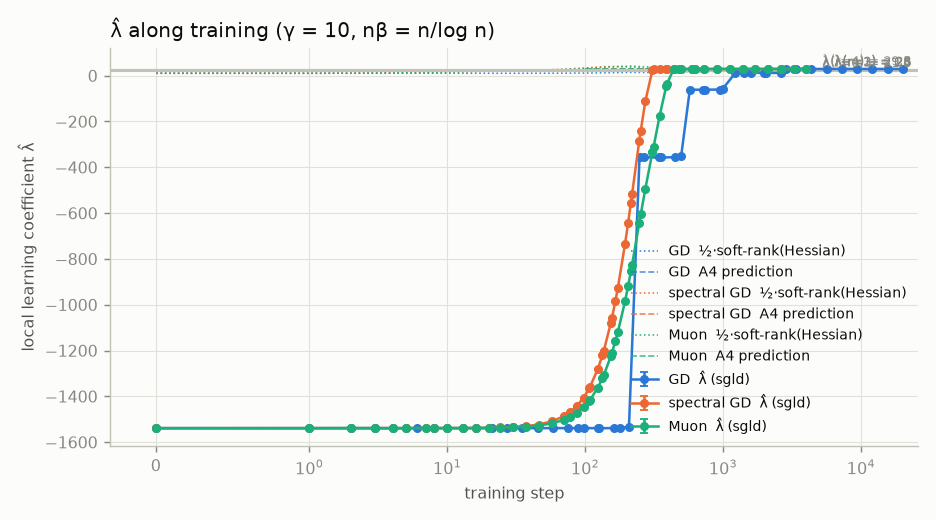 λ̂ along training (γ = 10, nβ = n/log n)
0
−200
−400
−600
−800
−1000
−1200
−1400
−1600
local learning coefficient λ̂
GD ½·soft-rank(Hessian)
GD A4 prediction
spectral GD ½·soft-rank(Hessian)
spectral GD A4 prediction
Muon ½·soft-rank(Hessian)
Muon A4 prediction
GD λ̂ (sgld)
spectral GD λ̂ (sgld)
Muon λ̂ (sgld)
0 10⁰ 10¹ 10² 10³ 10⁴
training step